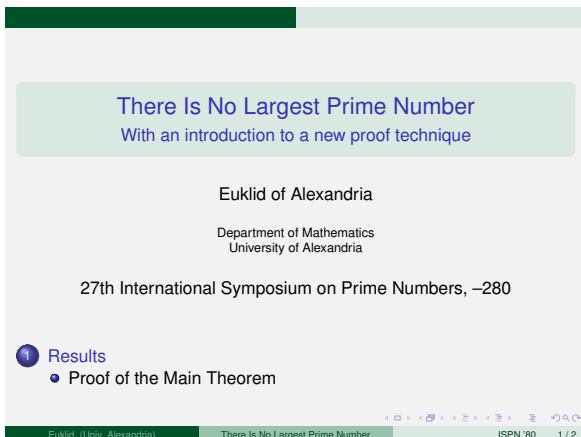 There Is No Largest Prime Number
With an introduction to a new proof technique
Euklid of Alexandria
Department of Mathematics
University of Alexandria
27th International Symposium on Prime Numbers, –280
1 Results
Proof of the Main Theorem
Euklid (Univ. Alexandria) There Is No Largest Prime Number ISPN ’80 1 / 2